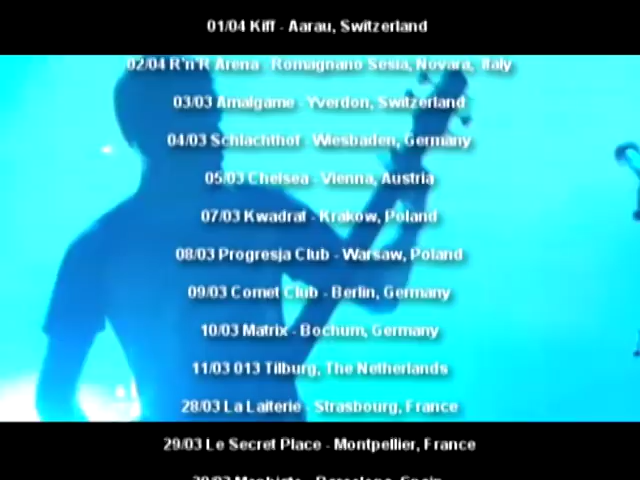 01/04 Kiff - Aarau, Switzerland
02/04 R'n'R Arena - Romagnano Sesia, Novara, Italy
03/03 Amalgame - Yverdon, Switzerland
04/03 Schlachthof - Wiesbaden, Germany
05/03 Chelsea - Vienna, Austria
07/03 Kwadrat - Krakow, Poland
08/03 Progresja Club - Warsaw, Poland
09/03 Comet Club - Berlin, Germany
10/03 Matrix - Bochum, Germany
11/03 013 Tilburg, The Netherlands
28/03 La Laiterie - Strasbourg, France
29/03 Le Secret Place - Montpellier, France
- Barcelona, Spain